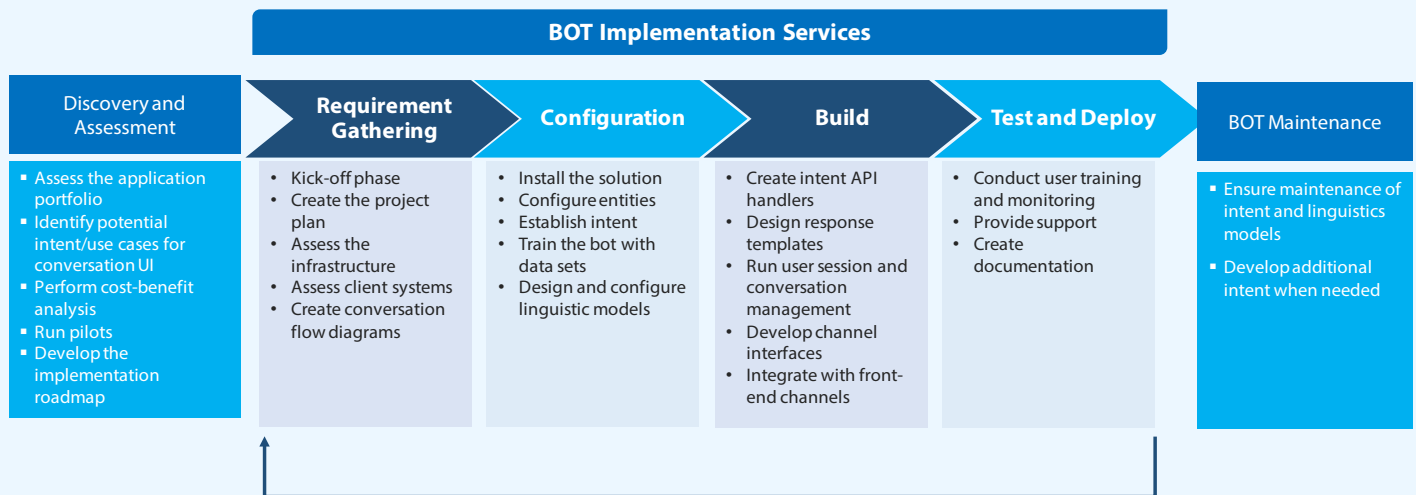 BOT Implementation Services
Discovery and
Assessment
▪ Assess the application
portfolio
▪ Identify potential
intent/use cases for
conversation UI
▪ Perform cost-benefit
analysis
▪ Run pilots
▪ Develop the
implementation
roadmap
Requirement
Gathering
• Kick-off phase
• Create the project
plan
• Assess the
infrastructure
• Assess client systems
• Create conversation
flow diagrams
Configuration
• Install the solution
• Configure entities
• Establish intent
• Train the bot with
data sets
• Design and configure
linguistic models
Build
• Create intent API
handlers
• Design response
templates
• Run user session and
conversation
management
• Develop channel
interfaces
• Integrate with front-
end channels
Test and Deploy
• Conduct user training
and monitoring
• Provide support
• Create
documentation
BOT Maintenance
▪ Ensure maintenance of
intent and linguistics
models
▪ Develop additional
intent when needed